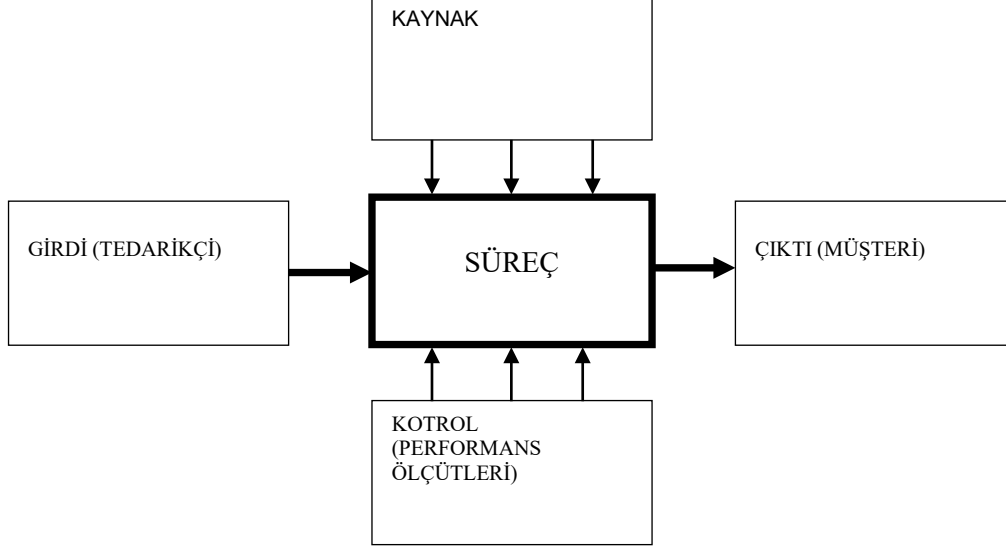 KAYNAK
GİRDİ (TEDARİKÇİ)
SÜREÇ
ÇIKTI (MÜŞTERİ)
KOTROL
(PERFORMANS
ÖLÇÜTLERİ)